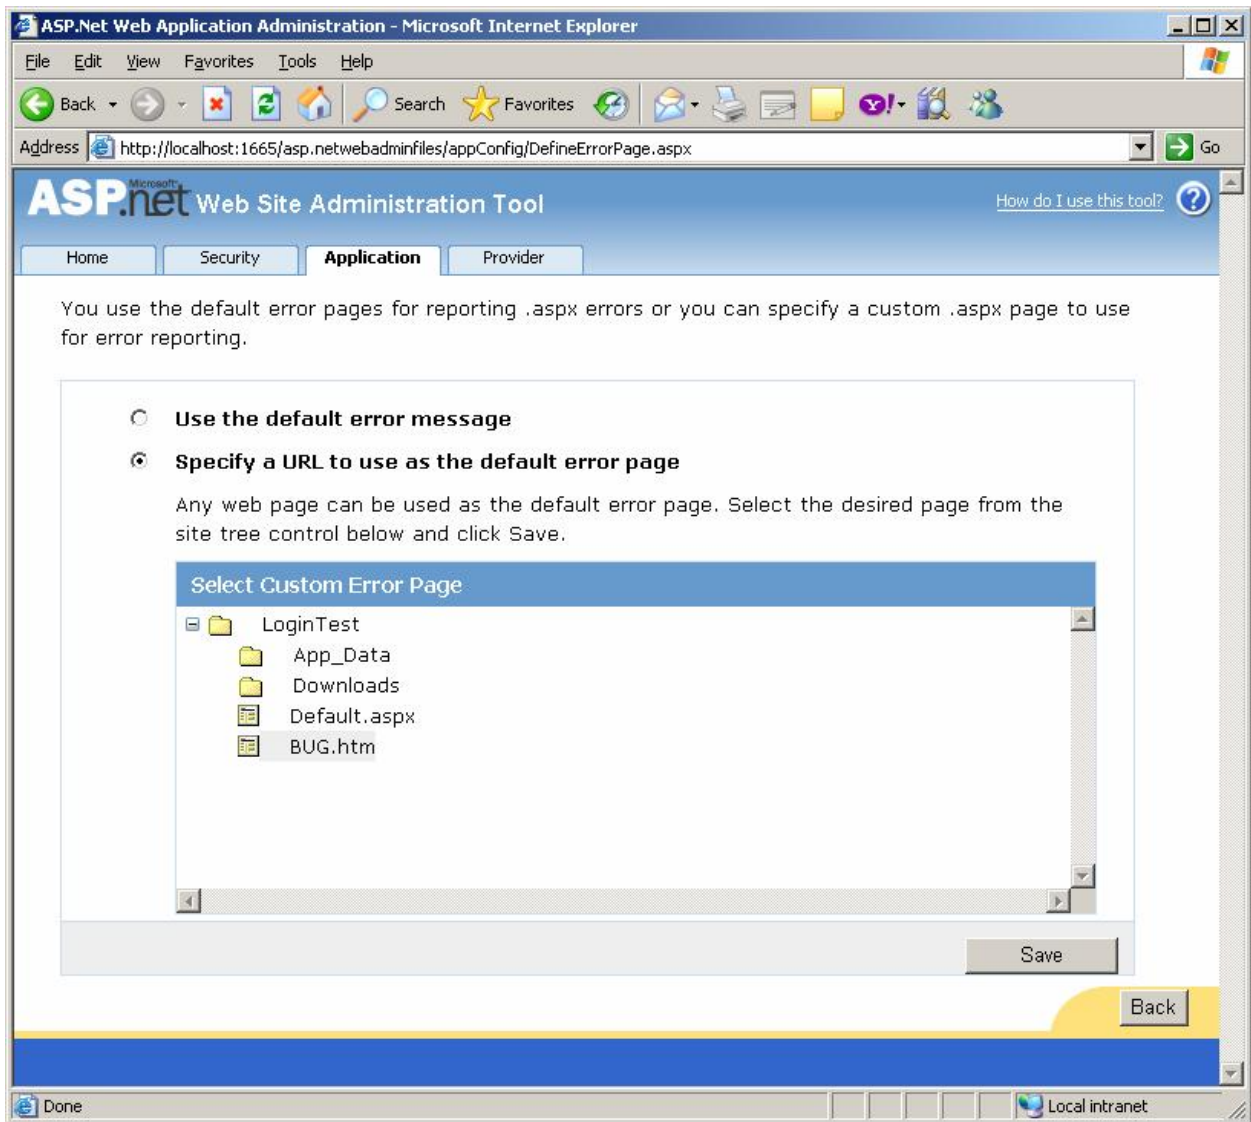 ASP.Net Web Application Administration - Microsoft Internet Explorer
File Edit View Favorites Tools Help
Back Search Favorites
Address http://localhost:1665/asp.netwebadminfiles/appConfig/DefineErrorPage.aspx Go
Microsoft
ASP.net Web Site Administration Tool How do I use this tool? ?
Home Security Application Provider
You use the default error pages for reporting .aspx errors or you can specify a custom .aspx page to use
for error reporting.
Use the default error message
Specify a URL to use as the default error page
Any web page can be used as the default error page. Select the desired page from the
site tree control below and click Save.
Select Custom Error Page
LoginTest
App_Data
Downloads
Default.aspx
BUG.htm
Save
Back
Done Local intranet